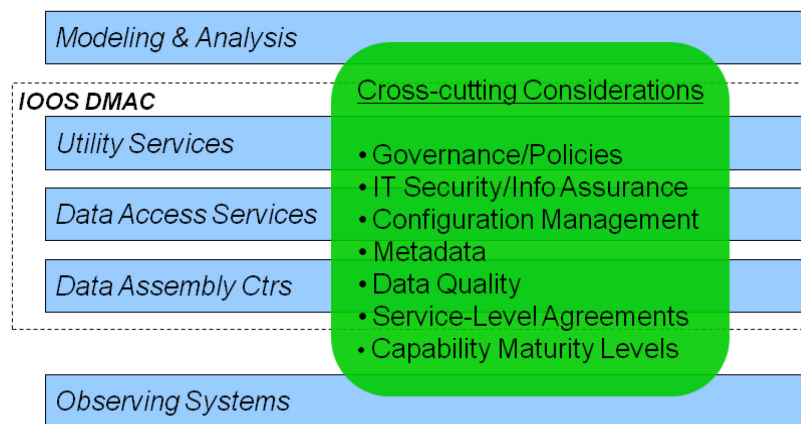 Modeling & Analysis
IOOS DMAC
Utility Services
Data Access Services
Data Assembly Ctrs
Observing Systems
Cross-cutting Considerations
• Governance/Policies
• IT Security/Info Assurance
• Configuration Management
• Metadata
• Data Quality
• Service-Level Agreements
• Capability Maturity Levels